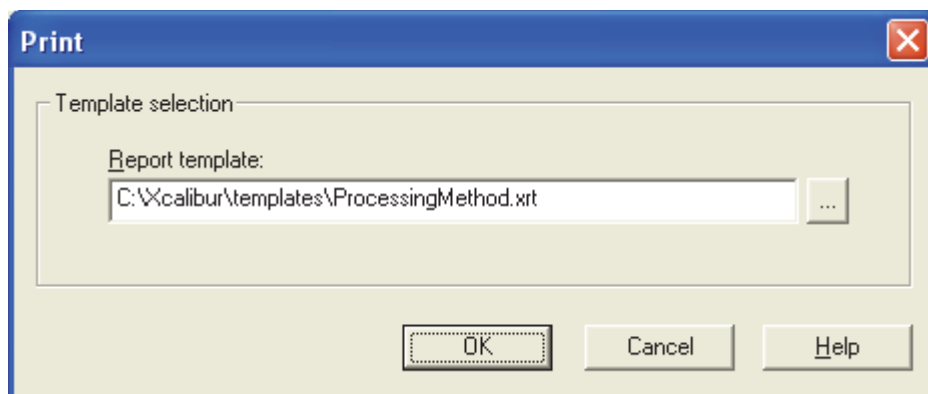 Print
Template selection
Report template:
C:\Xcalibur\templates\ProcessingMethod.xrt
...
OK Cancel Help